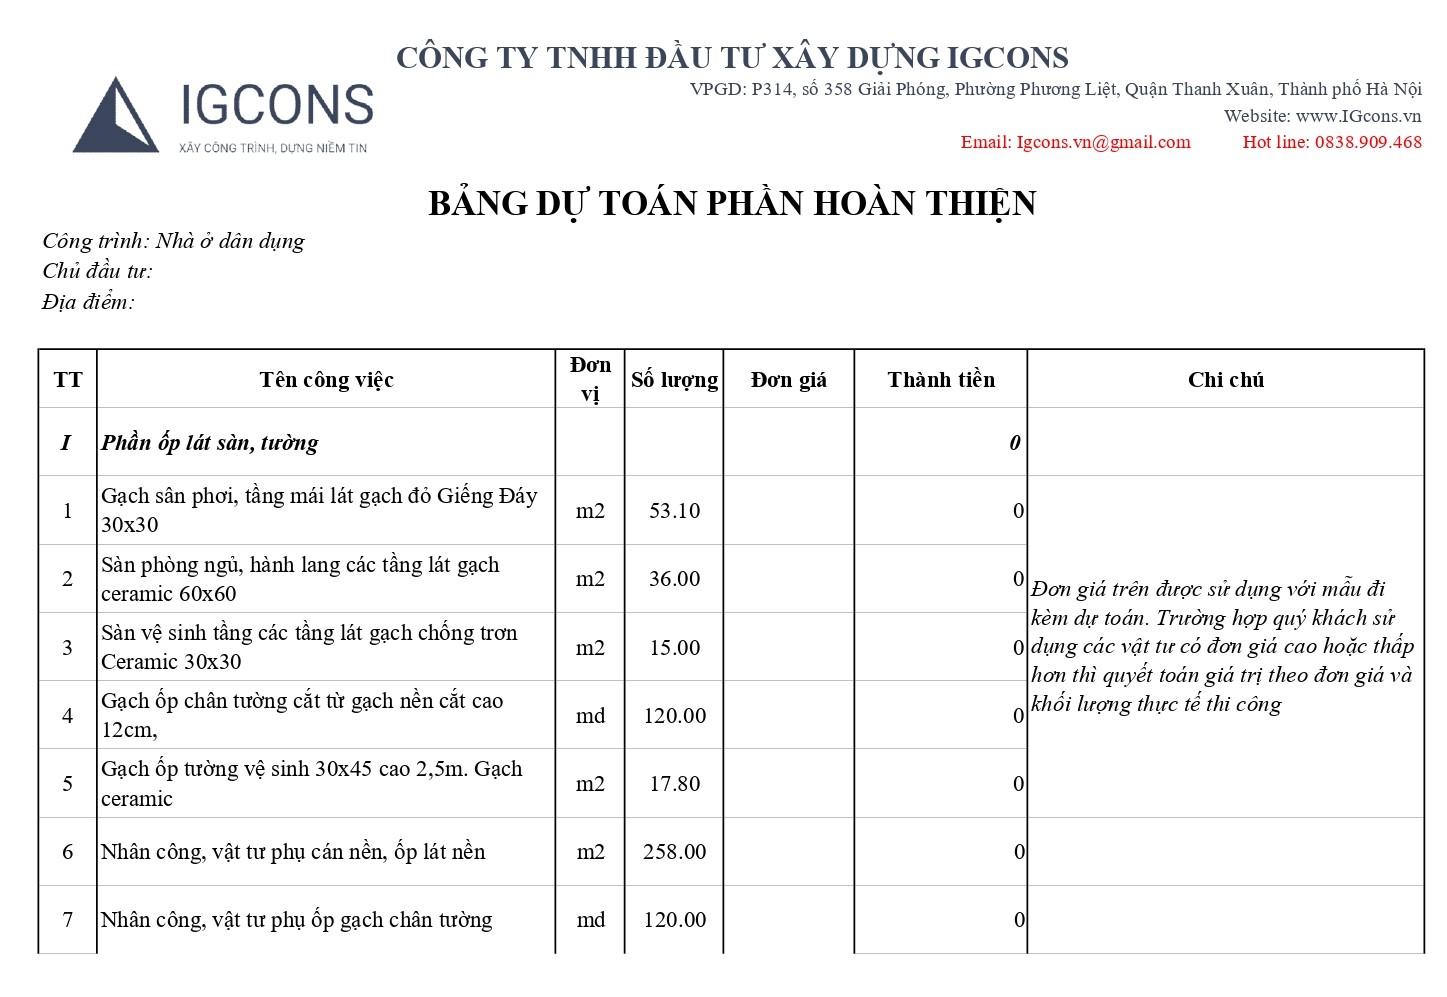 CÔNG TY TNHH ĐẦU TƯ XÂY DỰNG IGCONS
IGCONS
XÂY CÔNG TRÌNH, DỰNG NIỀM TIN
VPGD: P314, số 358 Giải Phóng, Phường Phương Liệt, Quận Thanh Xuân, Thành phố Hà Nội
Website: www.IGcons.vn
Email: Igcons.vn@gmail.com Hot line: 0838.909.468
BẢNG DỰ TOÁN PHẦN HOÀN THIỆN
Công trình: Nhà ở dân dụng
Chủ đầu tư:
Địa điểm:
TT Tên công việc Đơn vị Số lượng Đơn giá Thành tiền Chi chú
I Phần ốp lát sàn, tường 0
1 Gạch sân phơi, tầng mái lát gạch đỏ Giếng Đáy 30x30 m2 53.10 0
2 Sàn phòng ngủ, hành lang các tầng lát gạch ceramic 60x60 m2 36.00 0
3 Sàn vệ sinh tầng các tầng lát gạch chống trơn Ceramic 30x30 m2 15.00 0
4 Gạch ốp chân tường cắt từ gạch nền cắt cao 12cm, md 120.00 0
5 Gạch ốp tường vệ sinh 30x45 cao 2,5m. Gạch ceramic m2 17.80 0
Đơn giá trên được sử dụng với mẫu đi
kèm dự toán. Trường hợp quý khách sử
dụng các vật tư có đơn giá cao hoặc thấp
hơn thì quyết toán giá trị theo đơn giá và
khối lượng thực tế thi công
6 Nhân công, vật tư phụ cán nền, ốp lát nền m2 258.00 0
7 Nhân công, vật tư phụ ốp gạch chân tường md 120.00 0